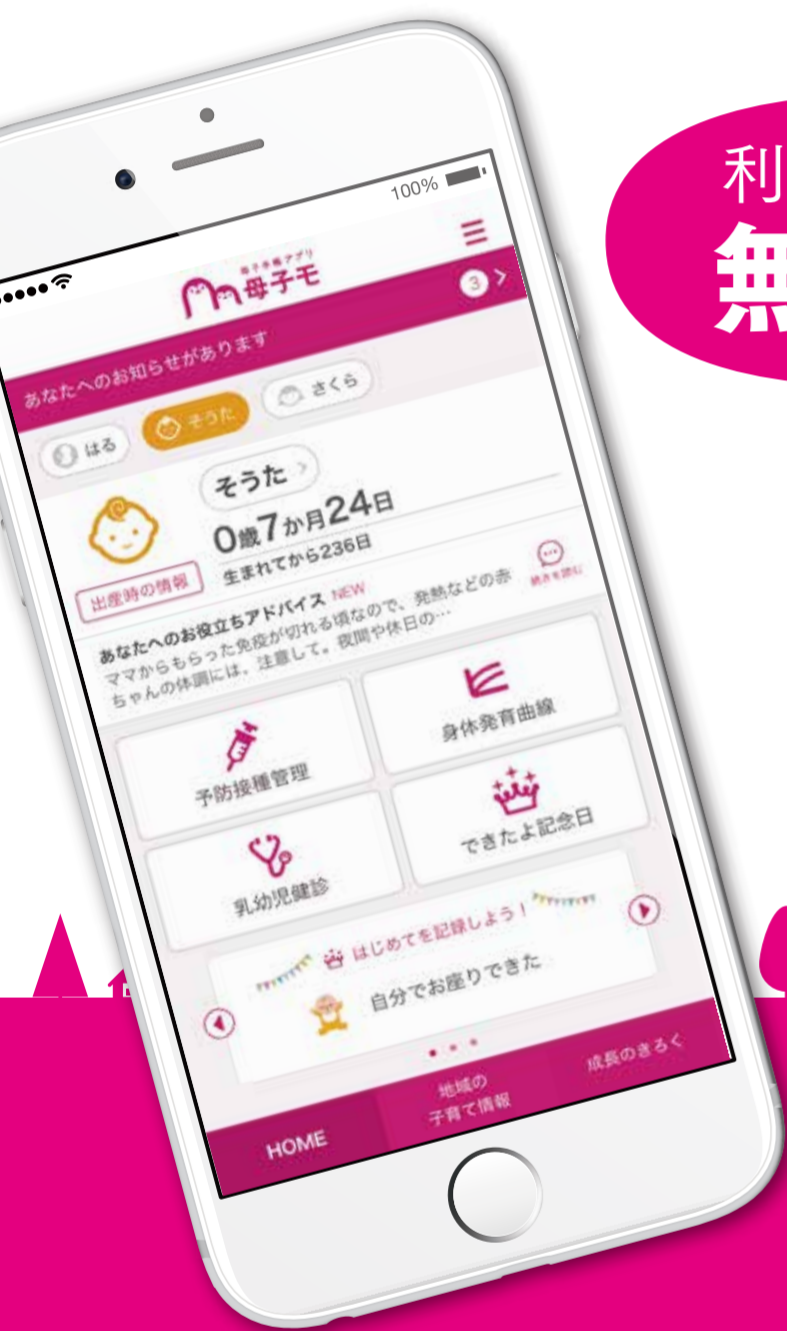 利
無
100%
母子手帳アプリ
母子モ
あなたへのお知らせがあります
3
はる
そうた
さくら
そうた
0歳7か月24日
生まれてから236日
出産時の情報
あなたへのお役立ちアドバイス NEW
ママからもらった免疫が切れる頃なので、発熱などの赤
ちゃんの体調には、注意して。夜間や休日の…
続きを読む
予防接種管理
身体発育曲線
乳幼児健診
できたよ記念日
はじめてを記録しよう!
自分でお座りできた
HOME
地域の
子育て情報
成長のきろく